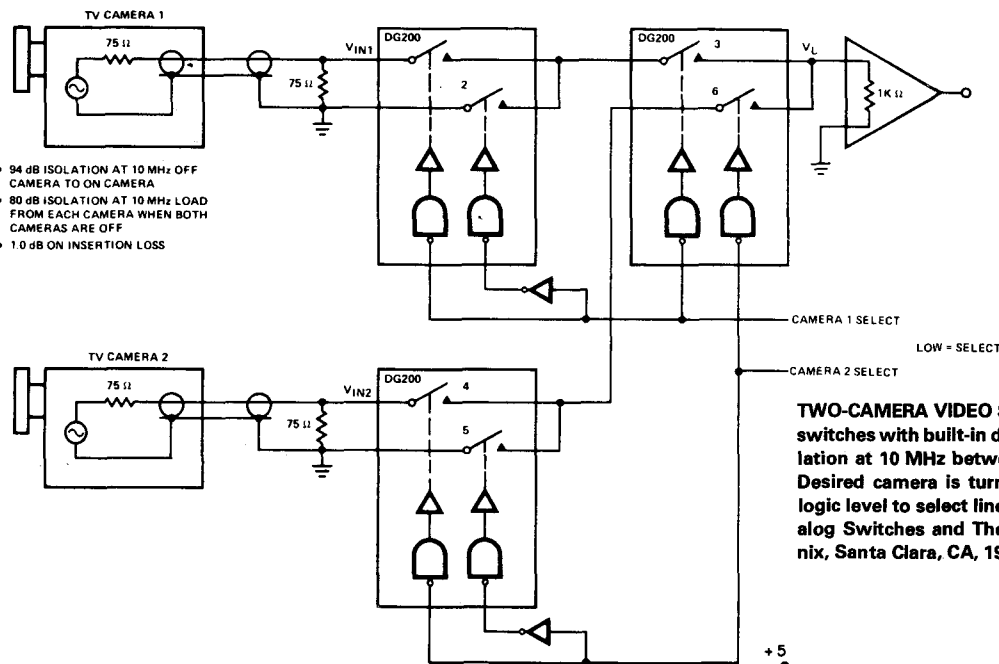 TV CAMERA 1
75 Ω
75 Ω
V IN1
DG200
2
DG200
3
6
V L
1K Ω
94 dB ISOLATION AT 10 MHz OFF
CAMERA TO ON CAMERA
80 dB ISOLATION AT 10 MHz LOAD
FROM EACH CAMERA WHEN BOTH
CAMERAS ARE OFF
1.0 dB ON INSERTION LOSS
CAMERA 1 SELECT
LOW = SELECT
CAMERA 2 SELECT
TV CAMERA 2
75 Ω
75 Ω
V IN2
DG200
4
5
TWO-CAMERA VIDEO
switches with built-in d
lation at 10 MHz betw
Desired camera is turn
logic level to select line
alog Switches and The
nix, Santa Clara, CA, 19
+ 5